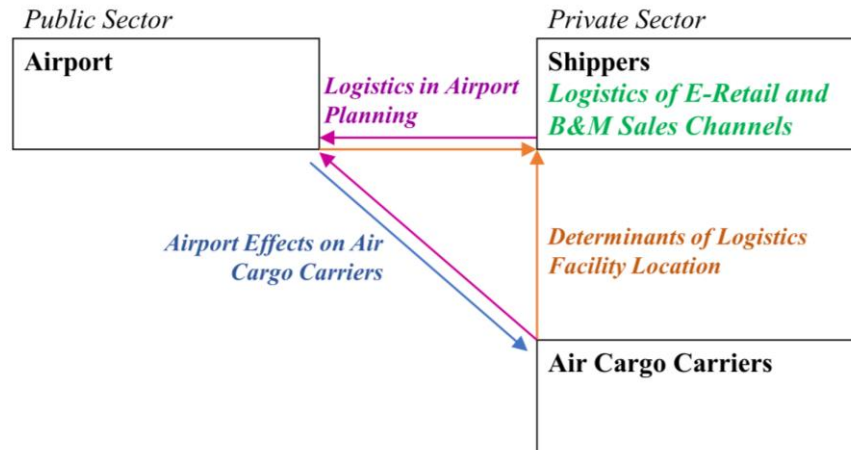 Public Sector
Private Sector
Airport
Shippers
Logistics of E-Retail and
B&M Sales Channels
Logistics in Airport
Planning
Airport Effects on Air
Cargo Carriers
Determinants of Logistics
Facility Location
Air Cargo Carriers